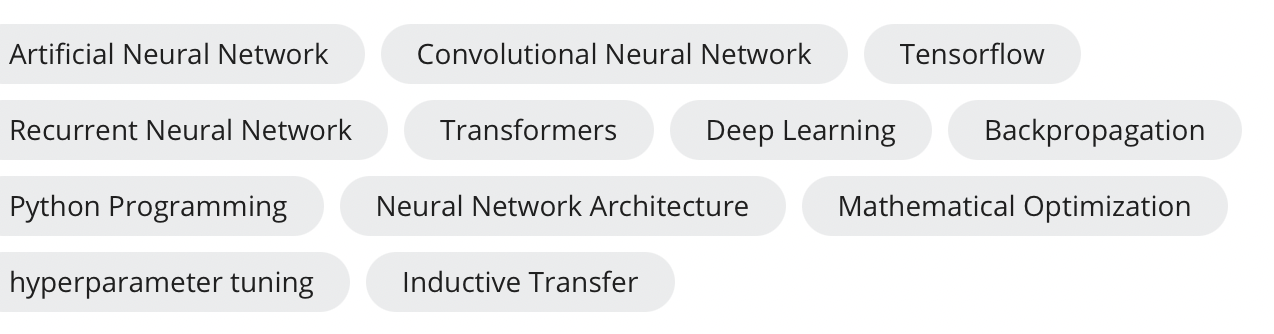 Artificial Neural Network Convolutional Neural Network Tensorflow
Recurrent Neural Network Transformers Deep Learning Backpropagation
Python Programming Neural Network Architecture Mathematical Optimization
hyperparameter tuning Inductive Transfer